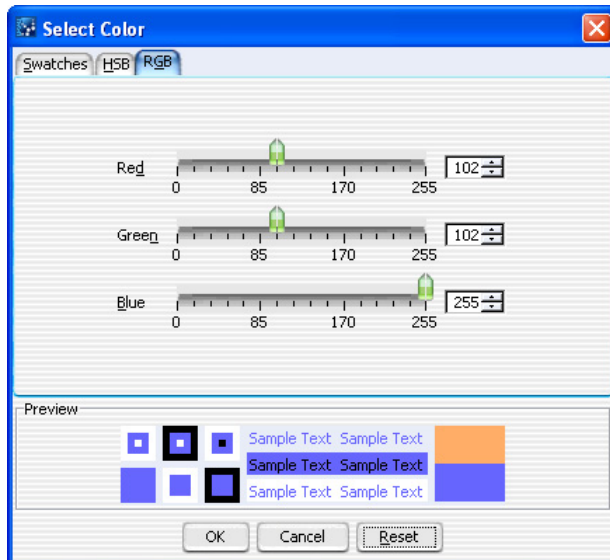 Select Color
Swatches HSB RGB
Red 102
0 85 170 255
Green 102
0 85 170 255
Blue 255
0 85 170 255
Preview
Sample Text Sample Text
Sample Text Sample Text
Sample Text Sample Text
OK Cancel Reset